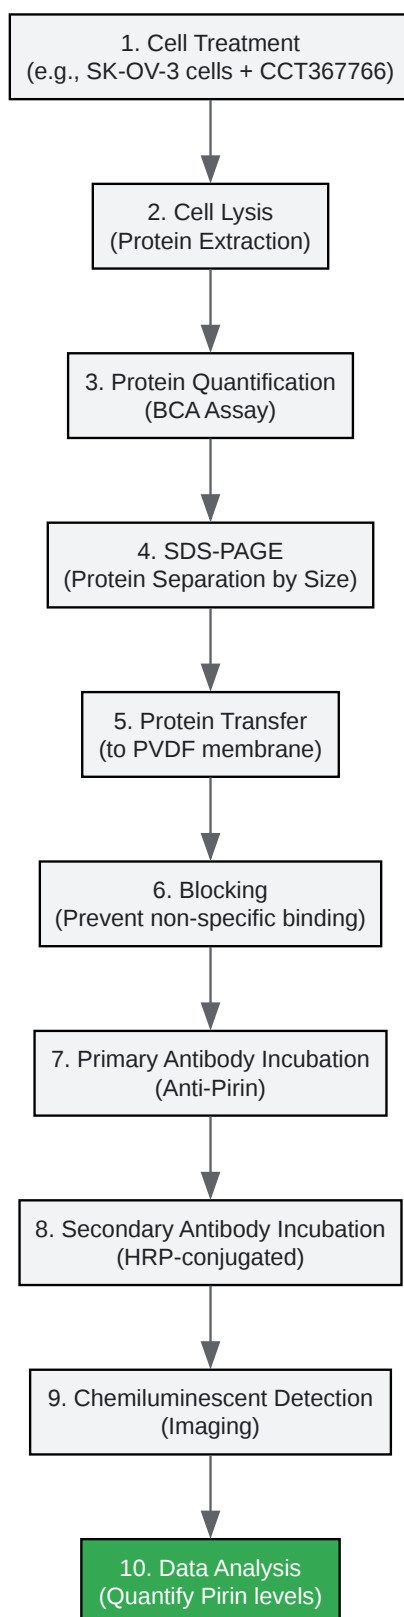 1. Cell Treatment
(e.g., SK-OV-3 cells + CCT367766)
2. Cell Lysis
(Protein Extraction)
3. Protein Quantification
(BCA Assay)
4. SDS-PAGE
(Protein Separation by Size)
5. Protein Transfer
(to PVDF membrane)
6. Blocking
(Prevent non-specific binding)
7. Primary Antibody Incubation
(Anti-Pirin)
8. Secondary Antibody Incubation
(HRP-conjugated)
9. Chemiluminescent Detection
(Imaging)
10. Data Analysis
(Quantify Pirin levels)